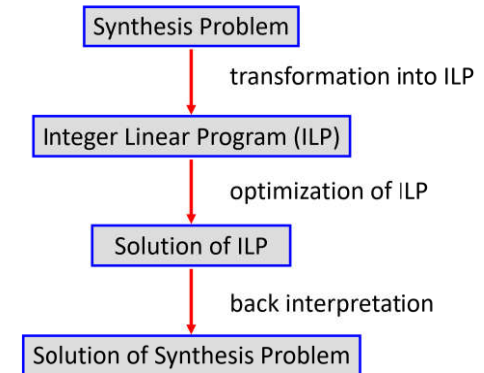 Synthesis Problem
transformation into ILP
Integer Linear Program (ILP)
optimization of ILP
Solution of ILP
back interpretation
Solution of Synthesis Problem